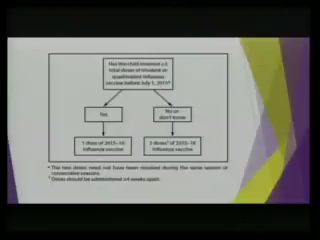 Has the child received ≥2
total doses of trivalent or
quadrivalent influenza
vaccine before July 1, 2015*
Yes
No or
don't know
1 dose of 2015–16
influenza vaccine
2 doses† of 2015–16
influenza vaccine
* The two doses need not have been received during the same season or
consecutive seasons.
† Doses should be administered ≥4 weeks apart.